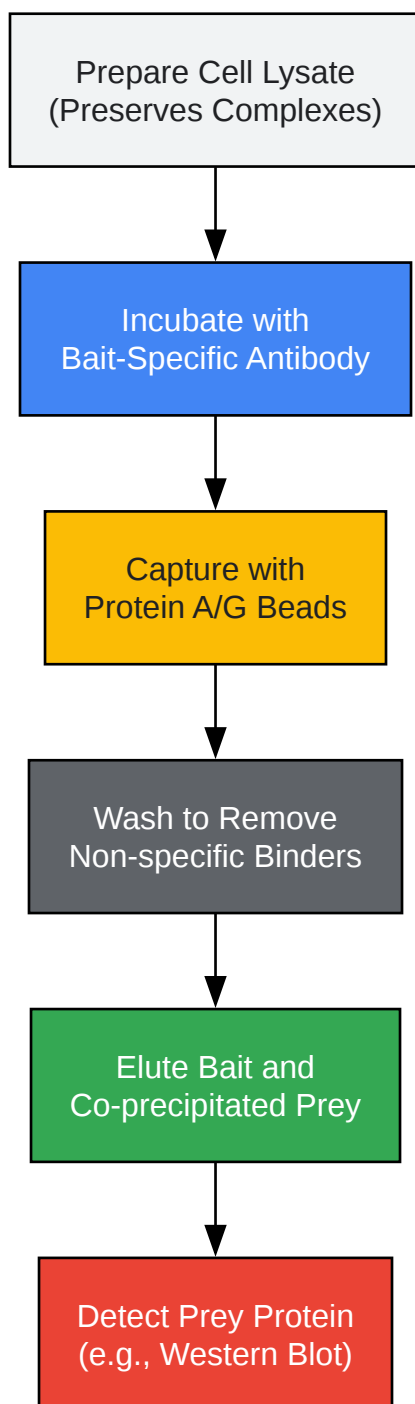 Prepare Cell Lysate
(Preserves Complexes)
Incubate with
Bait-Specific Antibody
Capture with
Protein A/G Beads
Wash to Remove
Non-specific Binders
Elute Bait and
Co-precipitated Prey
Detect Prey Protein
(e.g., Western Blot)